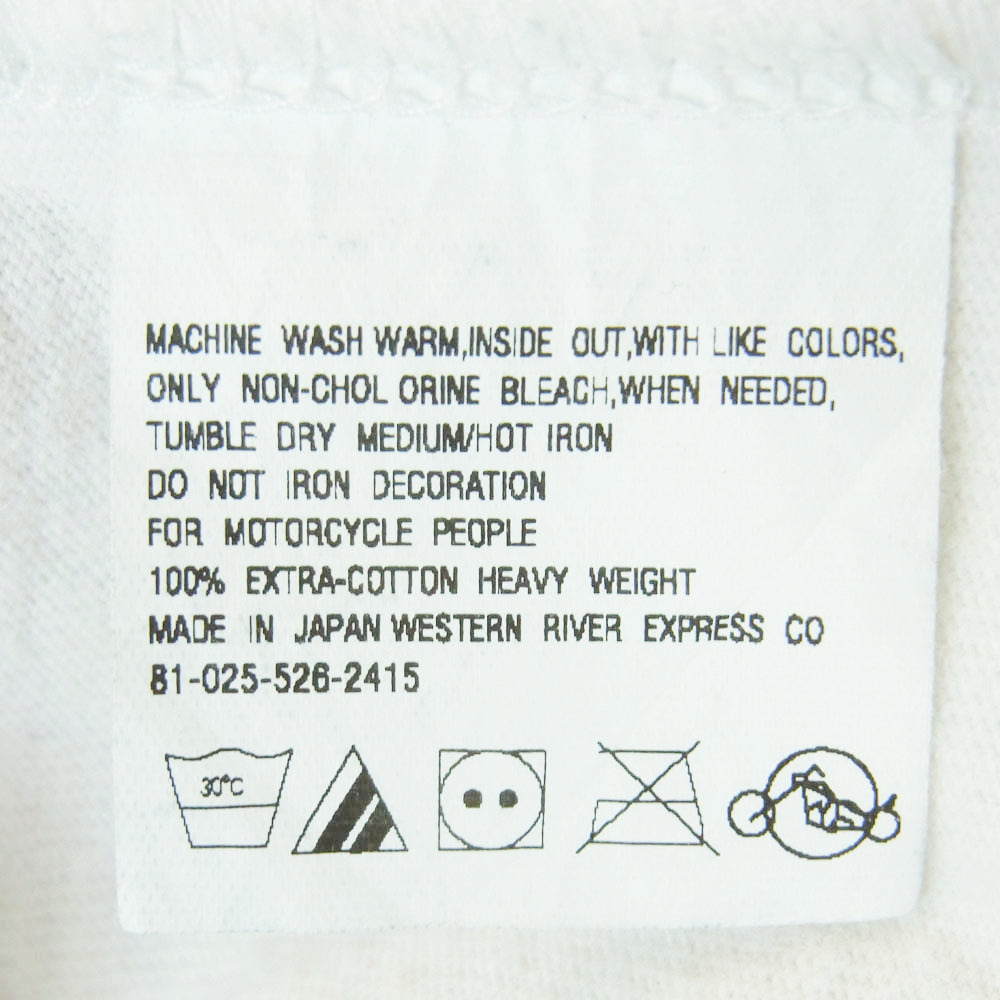 MACHINE WASH WARM,INSIDE OUT,WITH LIKE COLORS,
ONLY NON-CHOL ORINE BLEACH,WHEN NEEDED,
TUMBLE DRY MEDIUM/HOT IRON
DO NOT IRON DECORATION
FOR MOTORCYCLE PEOPLE
100% EXTRA-COTTON HEAVY WEIGHT
MADE IN JAPAN WESTERN RIVER EXPRESS CO
81-025-526-2415
30°C